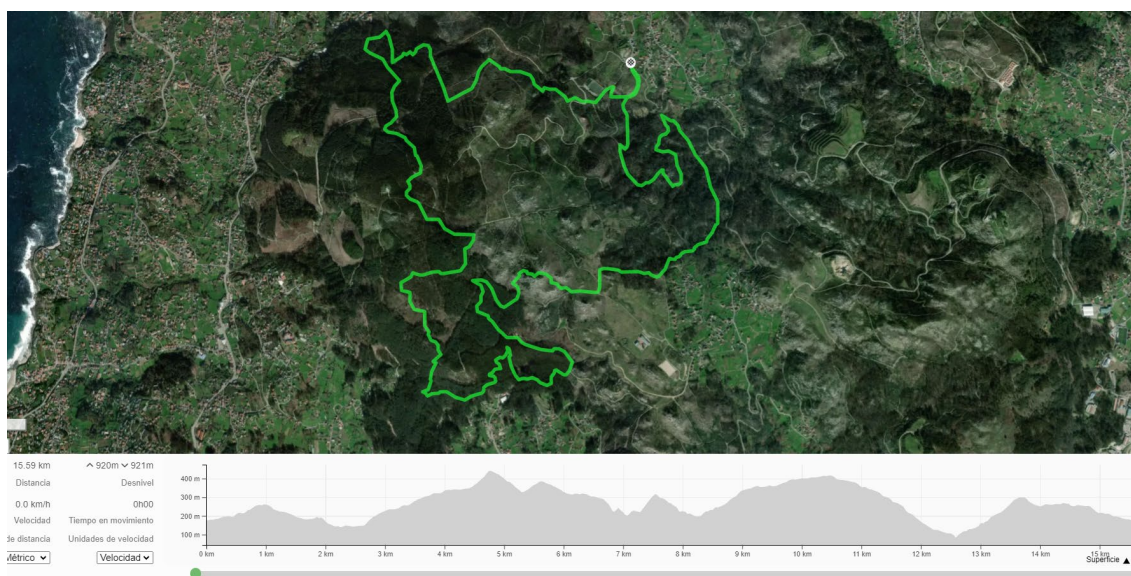 15.59 km
920m 921m
Distancia
Desnivel
0.0 km/h
0h00
Velocidad
Tiempo en movimiento
de distancia
Unidades de velocidad
Métrico
Velocidad
400 m
300 m
200 m
100 m
0 km
1 km
2 km
3 km
4 km
5 km
6 km
7 km
8 km
9 km
10 km
11 km
12 km
13 km
14 km
15 km
Superficie